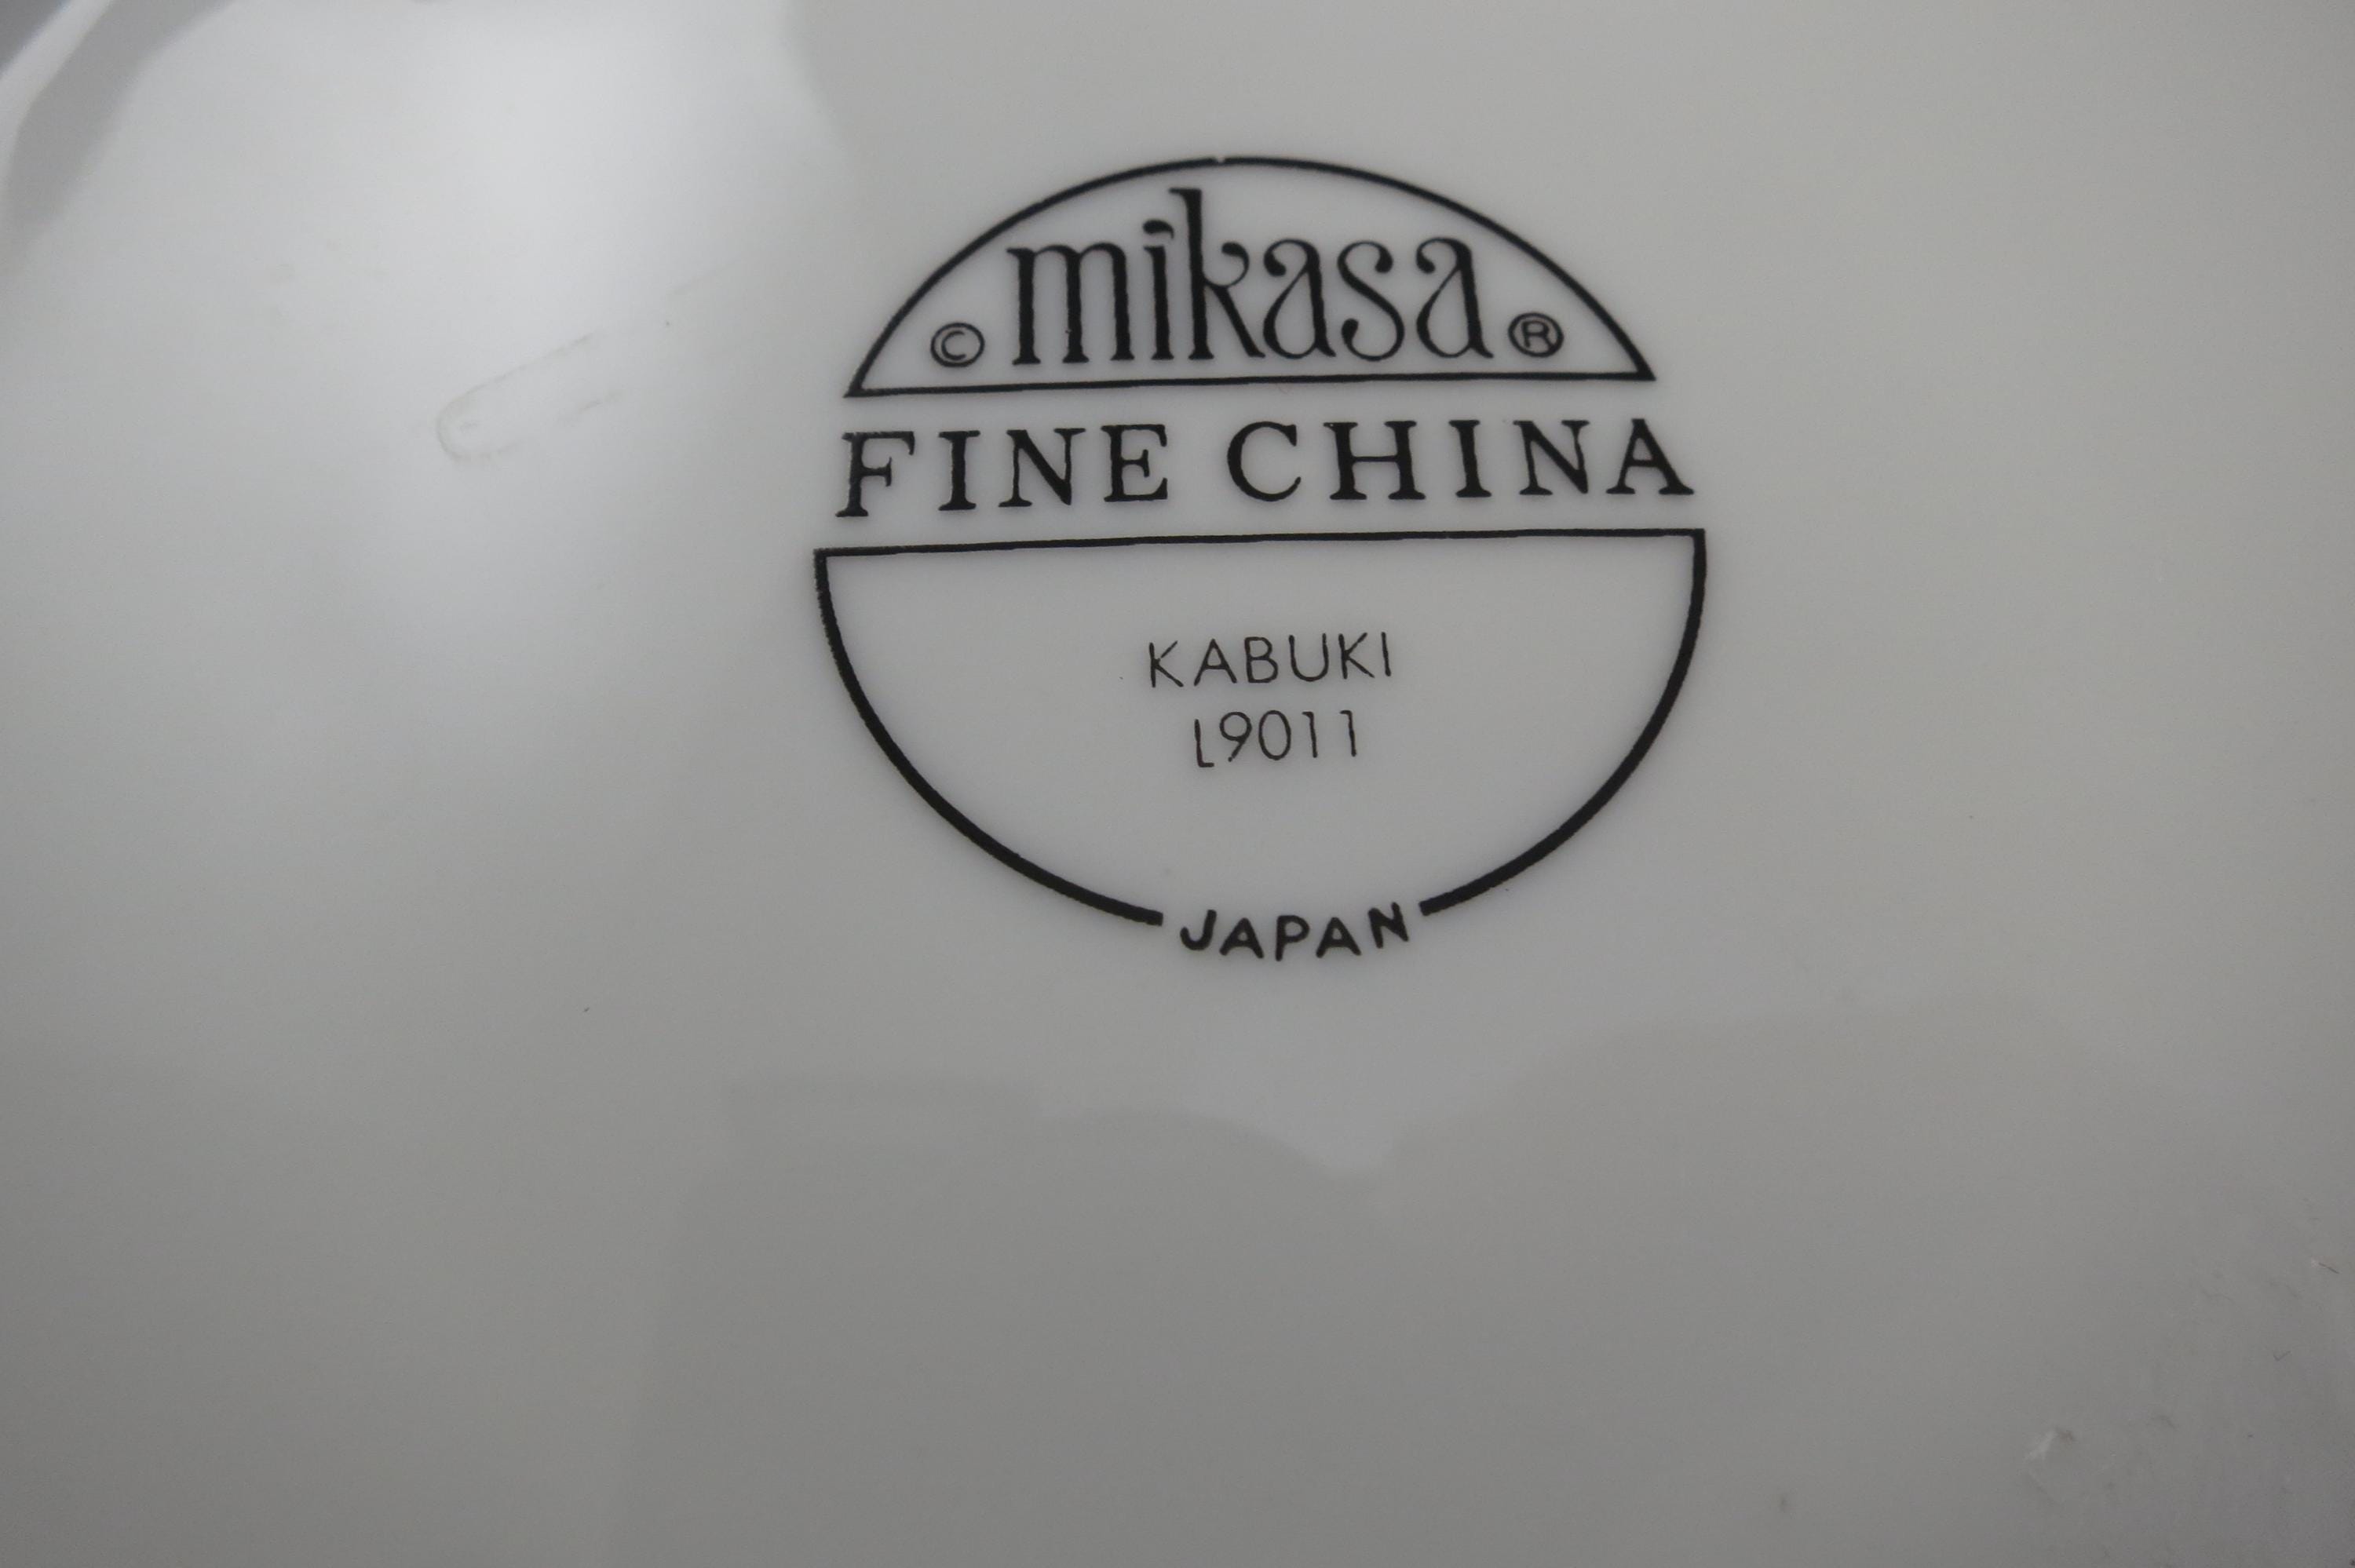 © mikasa ®
FINE CHINA
KABUKI
L9011
JAPAN